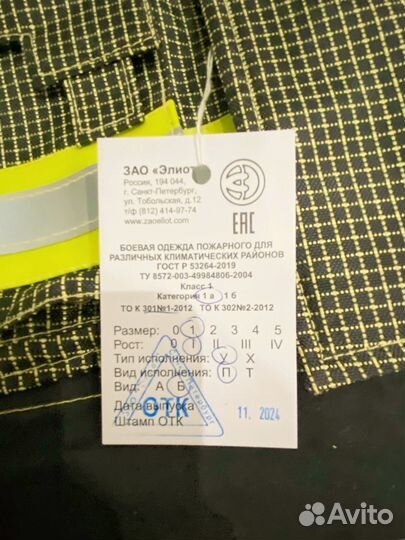 ЗАО "Элиот"
Россия, 194 044,
г. Санкт-Петербург,
ул. Тобольская, д.12
т/ф (812) 414-97-74
www.zaoeliot.com
ЕАС
БОЕВАЯ ОДЕЖДА ПОЖАРНОГО ДЛЯ
РАЗЛИЧНЫХ КЛИМАТИЧЕСКИХ РАЙОНОВ
ГОСТ Р 53264-2019
ТУ 8572-003-49984806-2004
Класс 1
Категория 1 а 1 б
ТО К 301№1-2012 ТО К 302№2-2012
Размер: 0 1 2 3 4 5
Рост: 0 I II III IV
Тип исполнения: У Х
Вид исполнения: П Т
Вид: А Б
Дата выпуска 11. 2024
Штамп ОТК
ОТК
Петербург
Avito